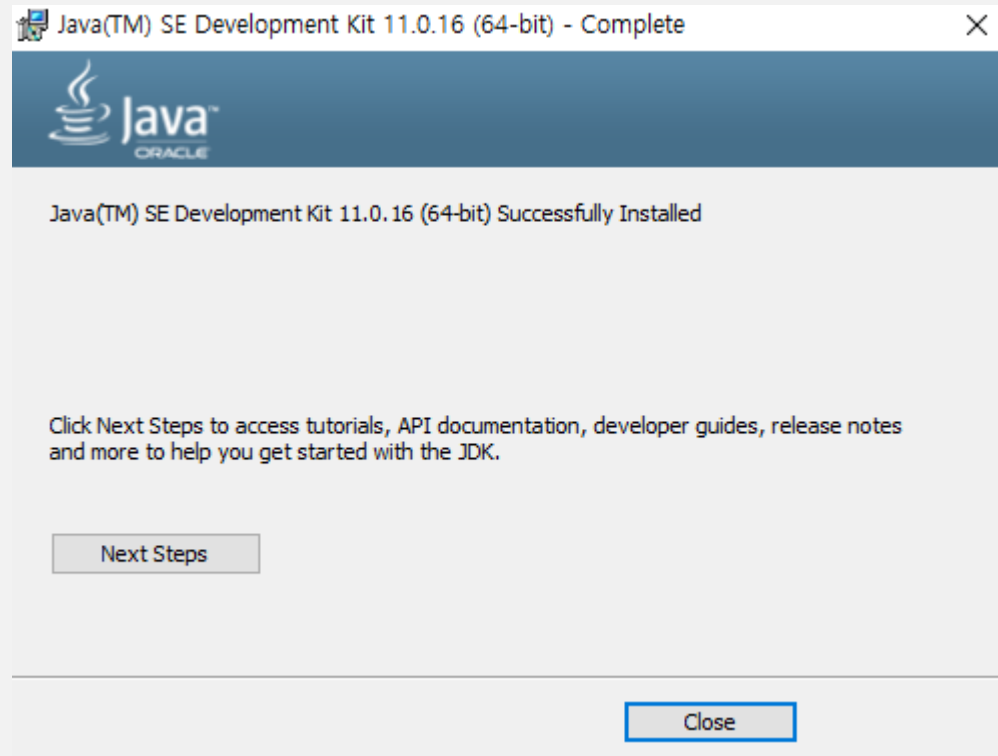 Java(TM) SE Development Kit 11.0.16 (64-bit) - Complete
Java™
ORACLE
Java(TM) SE Development Kit 11.0.16 (64-bit) Successfully Installed
Click Next Steps to access tutorials, API documentation, developer guides, release notes
and more to help you get started with the JDK.
Next Steps
Close